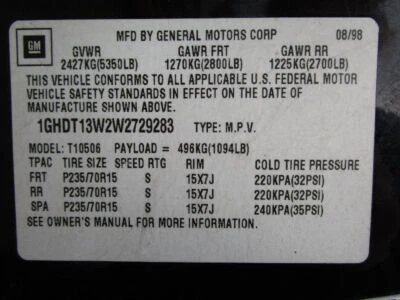 GM MFD BY GENERAL MOTORS CORP 08/98
GVWR GAWR FRT GAWR RR
2427KG(5350LB) 1270KG(2800LB) 1225KG(2700LB)
THIS VEHICLE CONFORMS TO ALL APPLICABLE U.S. FEDERAL MOTOR
VEHICLE SAFETY STANDARDS IN EFFECT ON THE DATE OF
MANUFACTURE SHOWN ABOVE.
1GHDT13W2W2729283 TYPE: M.P.V.
MODEL: T10506 PAYLOAD = 496KG(1094LB)
TPAC TIRE SIZE SPEED RTG RIM COLD TIRE PRESSURE
FRT P235/70R15 S 15X7J 220KPA(32PSI)
RR P235/70R15 S 15X7J 220KPA(32PSI)
SPA P235/70R15 S 15X7J 240KPA(35PSI)
SEE OWNER'S MANUAL FOR MORE INFORMATION.